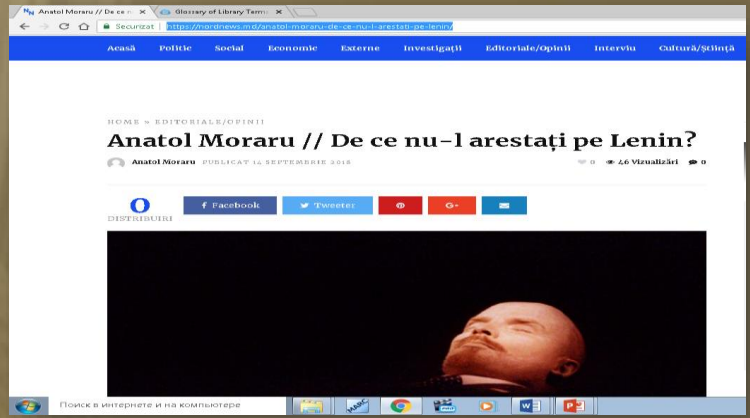 Anatol Moraru // De ce n
Glossary of Library Term
Securizat
https://nordnews.md/anatol-moraru-de-ce-nu-l-arestati-pe-lenin/
Acasă Politic Social Economic Externe Investigații Editoriale/Opinii Interviu Cultură/Știință
HOME » EDITORIALE/OPINII
Anatol Moraru // De ce nu-l arestați pe Lenin?
Anatol Moraru PUBLICAT 14 SEPTEMBRIE 2018 0 46 Vizualizări 0
0 Facebook Tweeter G+
DISTRIBUIRI
Поиск в интернете и на компьютере